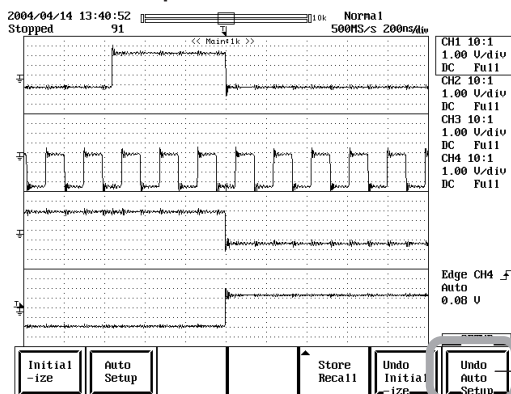 2004/04/14 13:40:52
10k
Normal
Stopped
91
500MS/s 200ns/div
<< Main:1k >>
CH1 10:1
1.00 V/div
DC Full
CH2 10:1
1.00 V/div
DC Full
CH3 10:1
1.00 V/div
DC Full
CH4 10:1
1.00 V/div
DC Full
Edge CH4
Auto
0.08 V
Initial
-ize
Auto
Setup
Store
Recall
Undo
Initial
-ize
Undo
Auto
Setup